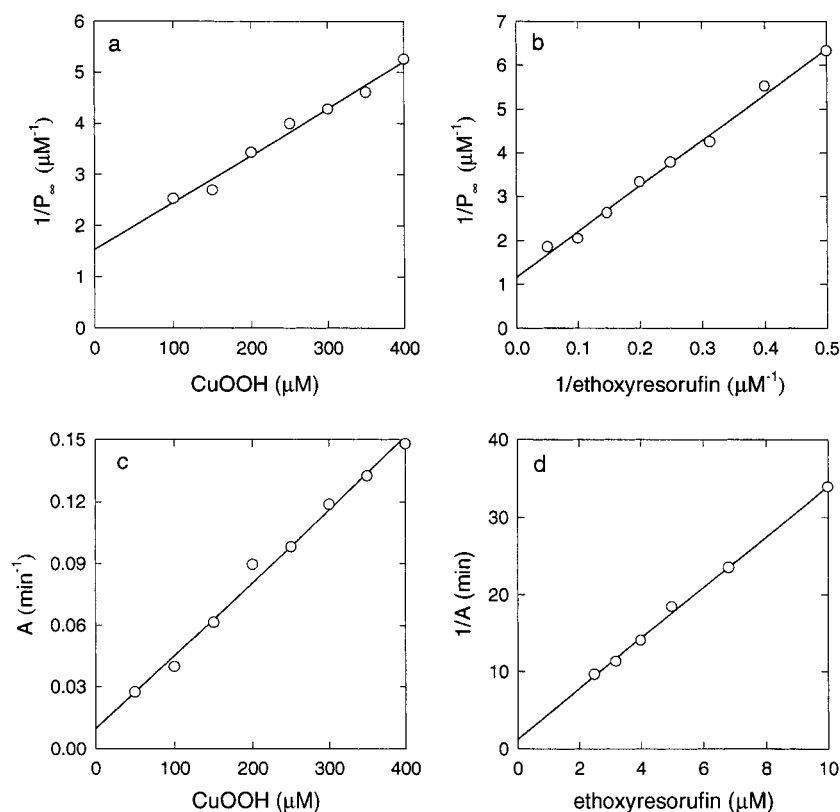 a
1/P∞ (μM⁻¹)
6
5
4
3
2
1
0
0 100 200 300 400
CuOOH (μM)
b
1/P∞ (μM⁻¹)
7
6
5
4
3
2
1
0
0.0 0.1 0.2 0.3 0.4 0.5
1/ethoxyresorufin (μM⁻¹)
c
A (min⁻¹)
0.15
0.12
0.09
0.06
0.03
0.00
0 100 200 300 400
CuOOH (μM)
d
1/A (min)
40
30
20
10
0
0 2 4 6 8 10
ethoxyresorufin (μM)